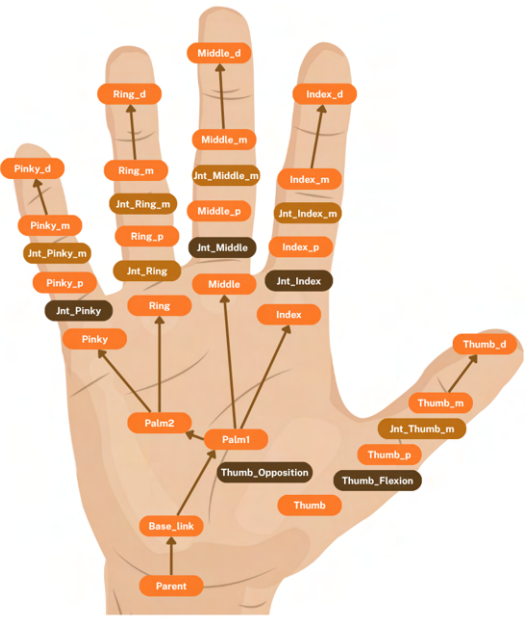 Middle_d
Ring_d
Index_d
Middle_m
Pinky_d
Ring_m
Jnt_Middle_m
Index_m
Jnt_Ring_m
Middle_p
Jnt_Index_m
Pinky_m
Ring_p
Jnt_Middle
Index_p
Jnt_Pinky_m
Jnt_Ring
Pinky_p
Middle
Jnt_Index
Jnt_Pinky
Ring
Index
Pinky
Thumb_d
Thumb_m
Palm2
Jnt_Thumb_m
Palm1
Thumb_p
Thumb_Opposition
Thumb_Flexion
Thumb
Base_link
Parent